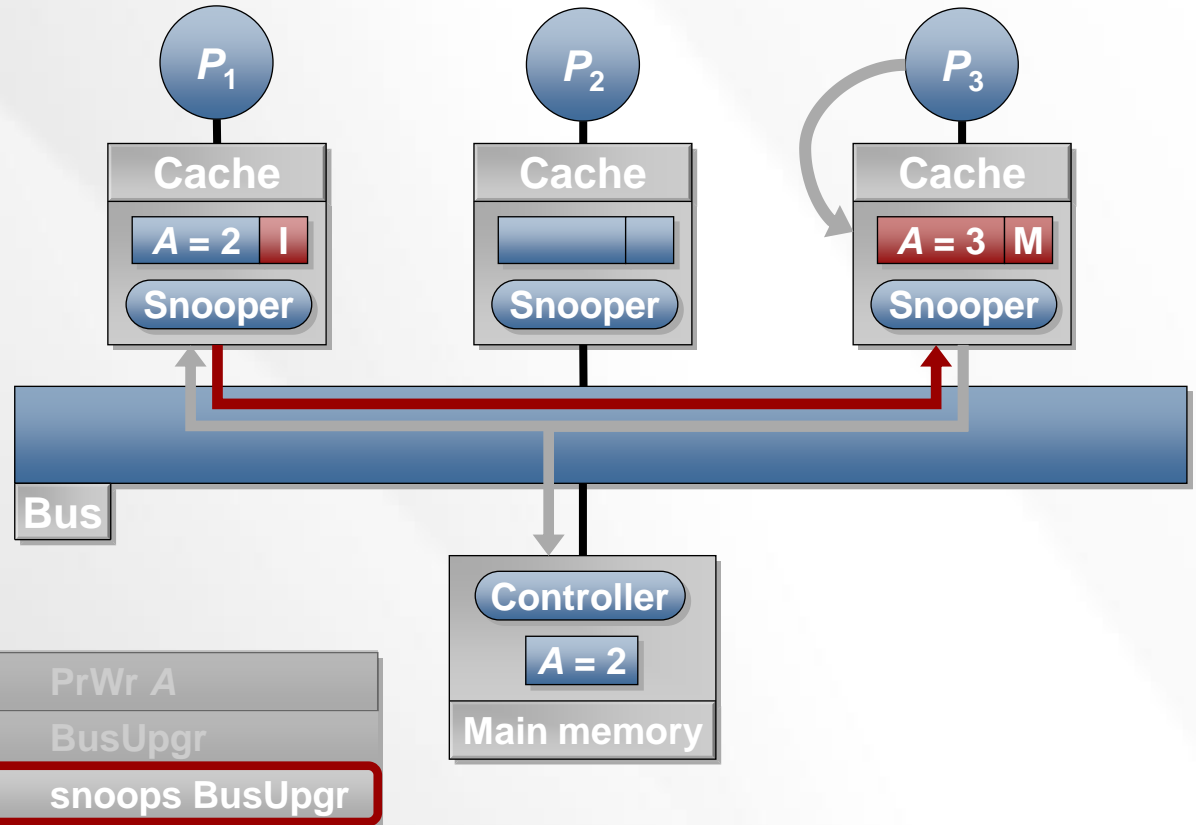 P1
P2
P3
Cache
Cache
Cache
A = 2 I
A = 3 M
Snooper
Snooper
Snooper
Bus
Controller
A = 2
Main memory
PrWr A
BusUpgr
snoops BusUpgr